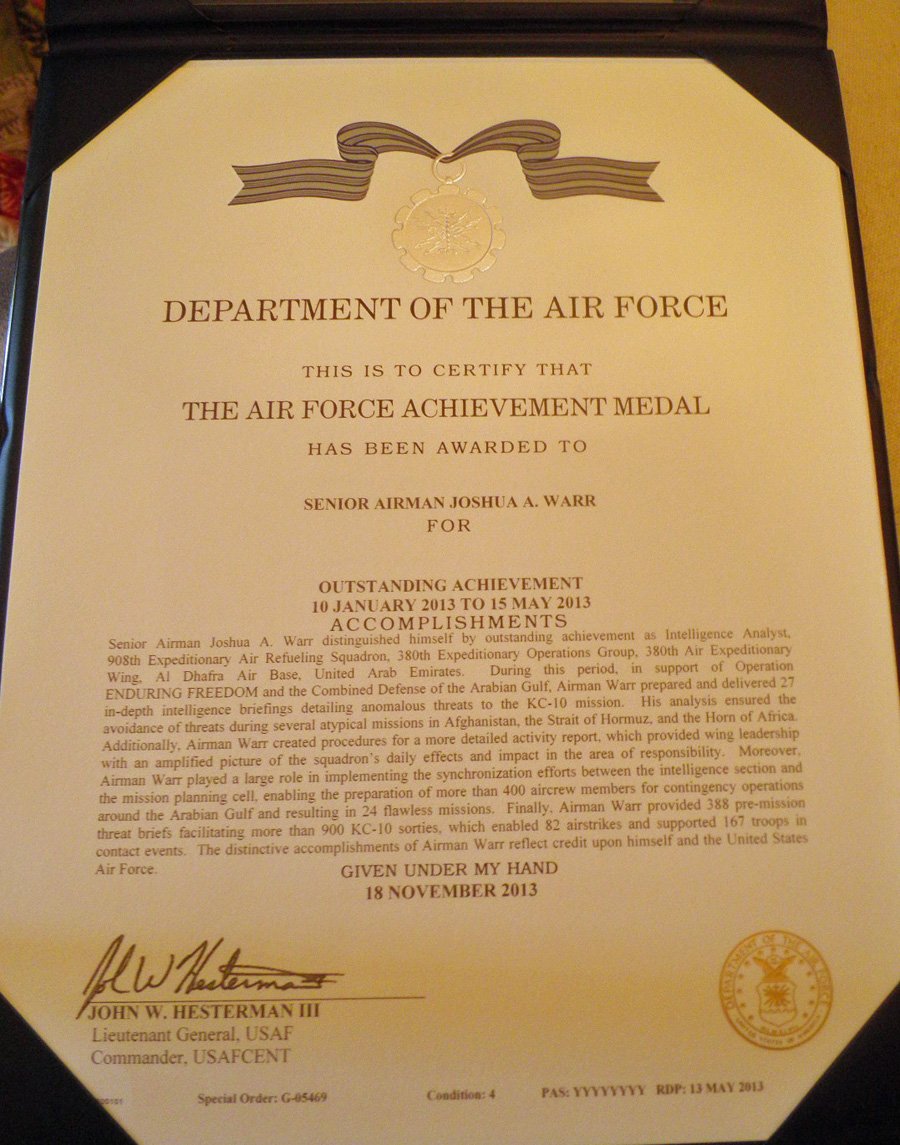 DEPARTMENT OF THE AIR FORCE
THIS IS TO CERTIFY THAT
THE AIR FORCE ACHIEVEMENT MEDAL
HAS BEEN AWARDED TO
SENIOR AIRMAN JOSHUA A. WARR
FOR
OUTSTANDING ACHIEVEMENT
10 JANUARY 2013 TO 15 MAY 2013
ACCOMPLISHMENTS
Senior Airman Joshua A. Warr distinguished himself by outstanding achievement as Intelligence Analyst,
908th Expeditionary Air Refueling Squadron, 380th Expeditionary Operations Group, 380th Air Expeditionary
Wing, Al Dhafra Air Base, United Arab Emirates. During this period, in support of Operation
ENDURING FREEDOM and the Combined Defense of the Arabian Gulf, Airman Warr prepared and delivered 27
in-depth intelligence briefings detailing anomalous threats to the KC-10 mission. His analysis ensured the
avoidance of threats during several atypical missions in Afghanistan, the Strait of Hormuz, and the Horn of Africa.
Additionally, Airman Warr created procedures for a more detailed activity report, which provided wing leadership
with an amplified picture of the squadron's daily effects and impact in the area of responsibility. Moreover,
Airman Warr played a large role in implementing the synchronization efforts between the intelligence section and
the mission planning cell, enabling the preparation of more than 400 aircrew members for contingency operations
around the Arabian Gulf and resulting in 24 flawless missions. Finally, Airman Warr provided 388 pre-mission
threat briefs facilitating more than 900 KC-10 sorties, which enabled 82 airstrikes and supported 167 troops in
contact events. The distinctive accomplishments of Airman Warr reflect credit upon himself and the United States
Air Force.
GIVEN UNDER MY HAND
18 NOVEMBER 2013
John W Hesterman
JOHN W. HESTERMAN III
Lieutenant General, USAF
Commander, USAFCENT
DEPARTMENT OF THE AIR FORCE
UNITED STATES OF AMERICA
Special Order: G-05469 Condition: 4 PAS: YYYYYYYY RDP: 13 MAY 2013